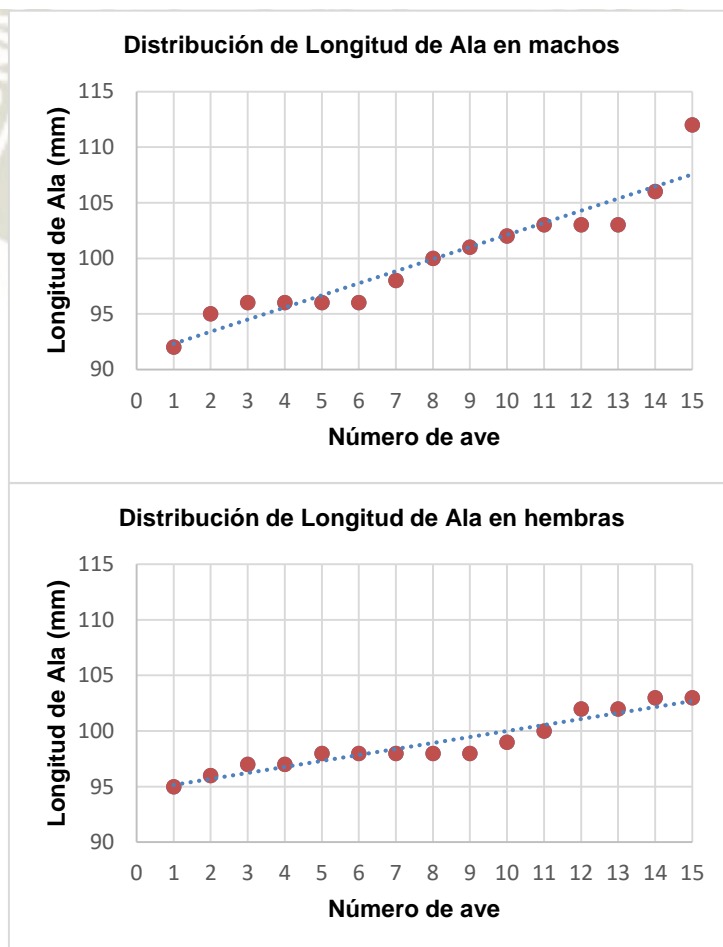 Distribución de Longitud de Ala en machos
Longitud de Ala (mm)
115
110
105
100
95
90
0 1 2 3 4 5 6 7 8 9 10 11 12 13 14 15
Número de ave
Distribución de Longitud de Ala en hembras
Longitud de Ala (mm)
115
110
105
100
95
90
0 1 2 3 4 5 6 7 8 9 10 11 12 13 14 15
Número de ave